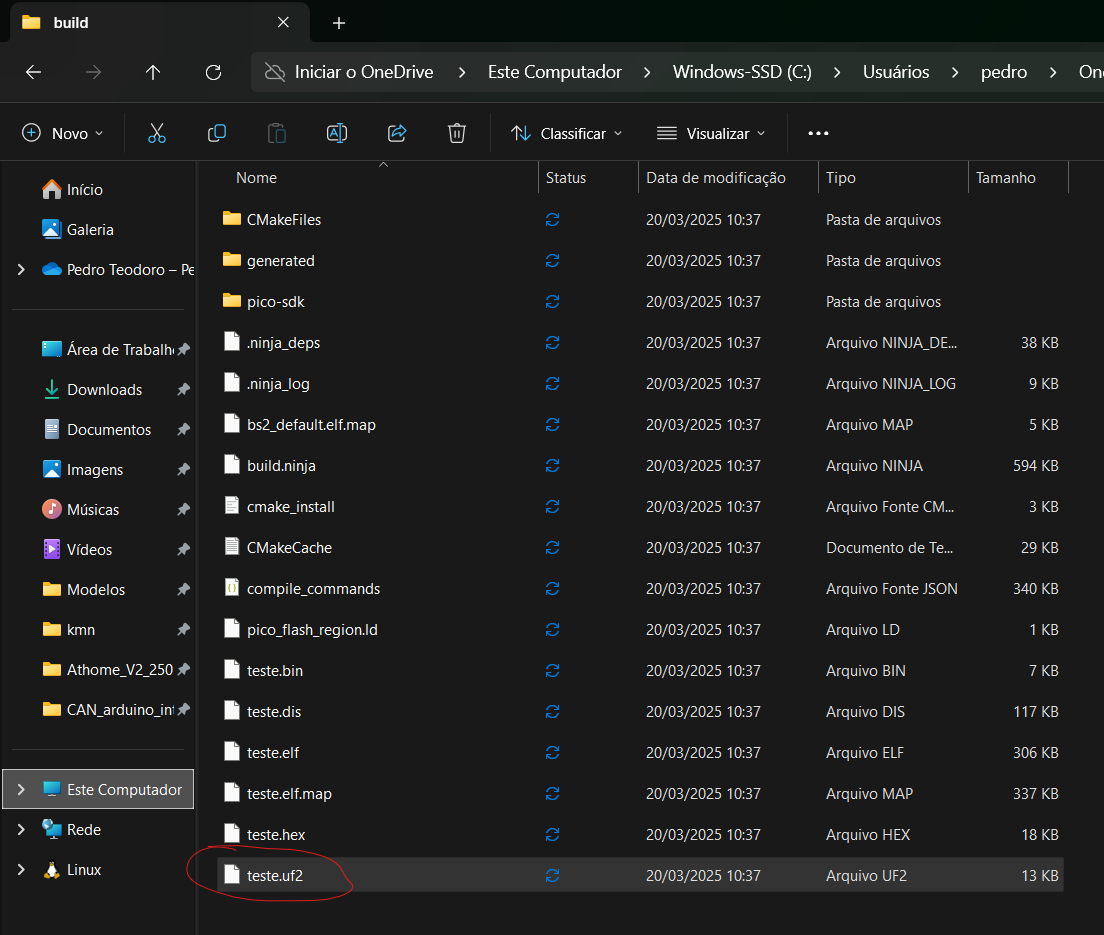 build
Iniciar o OneDrive > Este Computador > Windows-SSD (C:) > Usuários > pedro > One
Novo Classificar Visualizar
Início
Galeria
Pedro Teodoro – Pe
Área de Trabalh
Downloads
Documentos
Imagens
Músicas
Vídeos
Modelos
kmn
Athome_V2_250
CAN_arduino_int
Este Computador
Rede
Linux
Nome Status Data de modificação Tipo Tamanho
CMakeFiles 20/03/2025 10:37 Pasta de arquivos
generated 20/03/2025 10:37 Pasta de arquivos
pico-sdk 20/03/2025 10:37 Pasta de arquivos
.ninja_deps 20/03/2025 10:37 Arquivo NINJA_DE... 38 KB
.ninja_log 20/03/2025 10:37 Arquivo NINJA_LOG 9 KB
bs2_default.elf.map 20/03/2025 10:37 Arquivo MAP 5 KB
build.ninja 20/03/2025 10:37 Arquivo NINJA 594 KB
cmake_install 20/03/2025 10:37 Arquivo Fonte CM... 3 KB
CMakeCache 20/03/2025 10:37 Documento de Te... 29 KB
compile_commands 20/03/2025 10:37 Arquivo Fonte JSON 340 KB
pico_flash_region.ld 20/03/2025 10:37 Arquivo LD 1 KB
teste.bin 20/03/2025 10:37 Arquivo BIN 7 KB
teste.dis 20/03/2025 10:37 Arquivo DIS 117 KB
teste.elf 20/03/2025 10:37 Arquivo ELF 306 KB
teste.elf.map 20/03/2025 10:37 Arquivo MAP 337 KB
teste.hex 20/03/2025 10:37 Arquivo HEX 18 KB
teste.uf2 20/03/2025 10:37 Arquivo UF2 13 KB